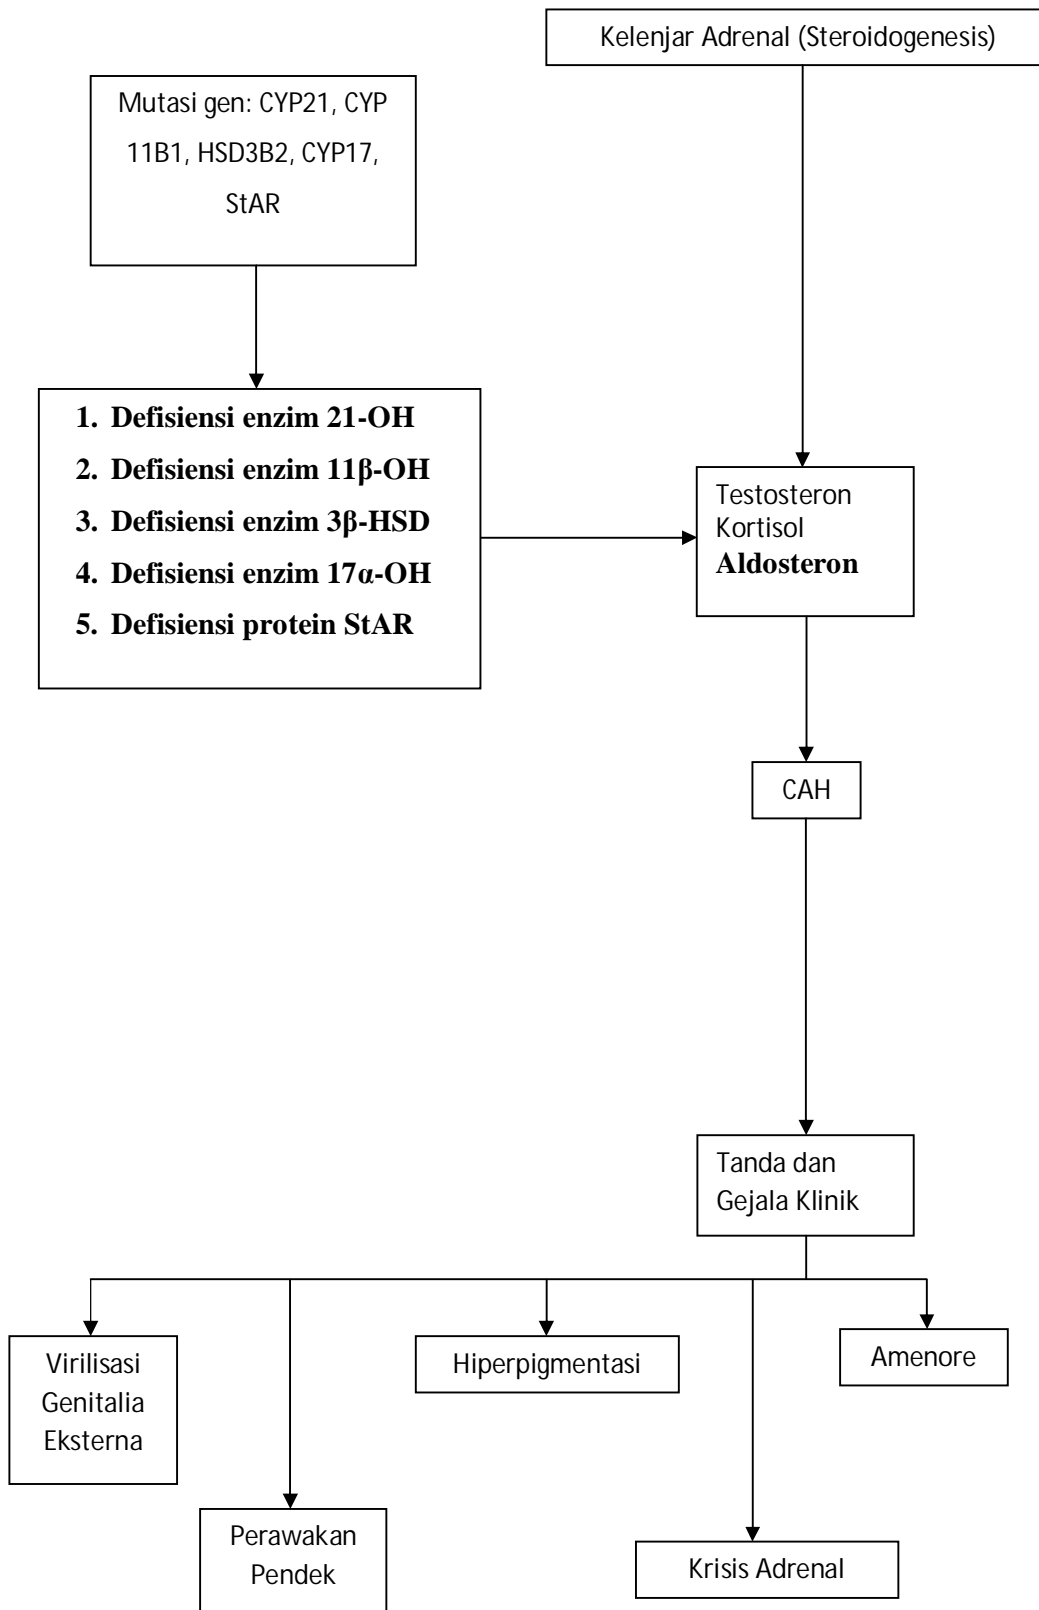 Kelenjar Adrenal (Steroidogenesis)
Mutasi gen: CYP21, CYP
11B1, HSD3B2, CYP17,
StAR
1. Defisiensi enzim 21-OH
2. Defisiensi enzim 11β-OH
3. Defisiensi enzim 3β-HSD
4. Defisiensi enzim 17α-OH
5. Defisiensi protein StAR
Testosteron
Kortisol
Aldosteron
CAH
Tanda dan
Gejala Klinik
Virilisasi
Genitalia
Eksterna
Perawakan
Pendek
Hiperpigmentasi
Krisis Adrenal
Amenore